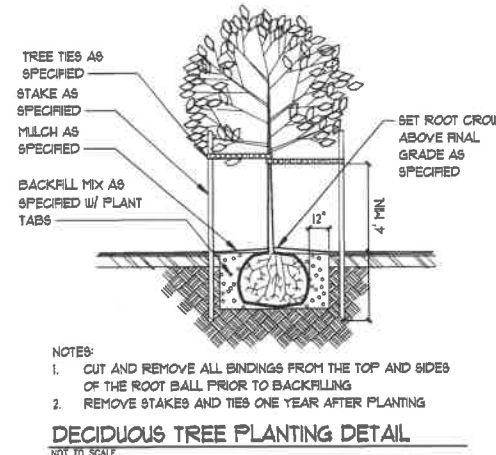 TREE TIES AS
SPECIFIED
STAKE AS
SPECIFIED
MULCH AS
SPECIFIED
BACKFILL MIX AS
SPECIFIED W/ PLANT
TABS
SET ROOT CROW
ABOVE FINAL
GRADE AS
SPECIFIED
12"
4' MIN.
NOTES:
1. CUT AND REMOVE ALL BINDINGS FROM THE TOP AND SIDES
OF THE ROOT BALL PRIOR TO BACKFILLING
2. REMOVE STAKES AND TIES ONE YEAR AFTER PLANTING
DECIDUOUS TREE PLANTING DETAIL
NOT TO SCALE